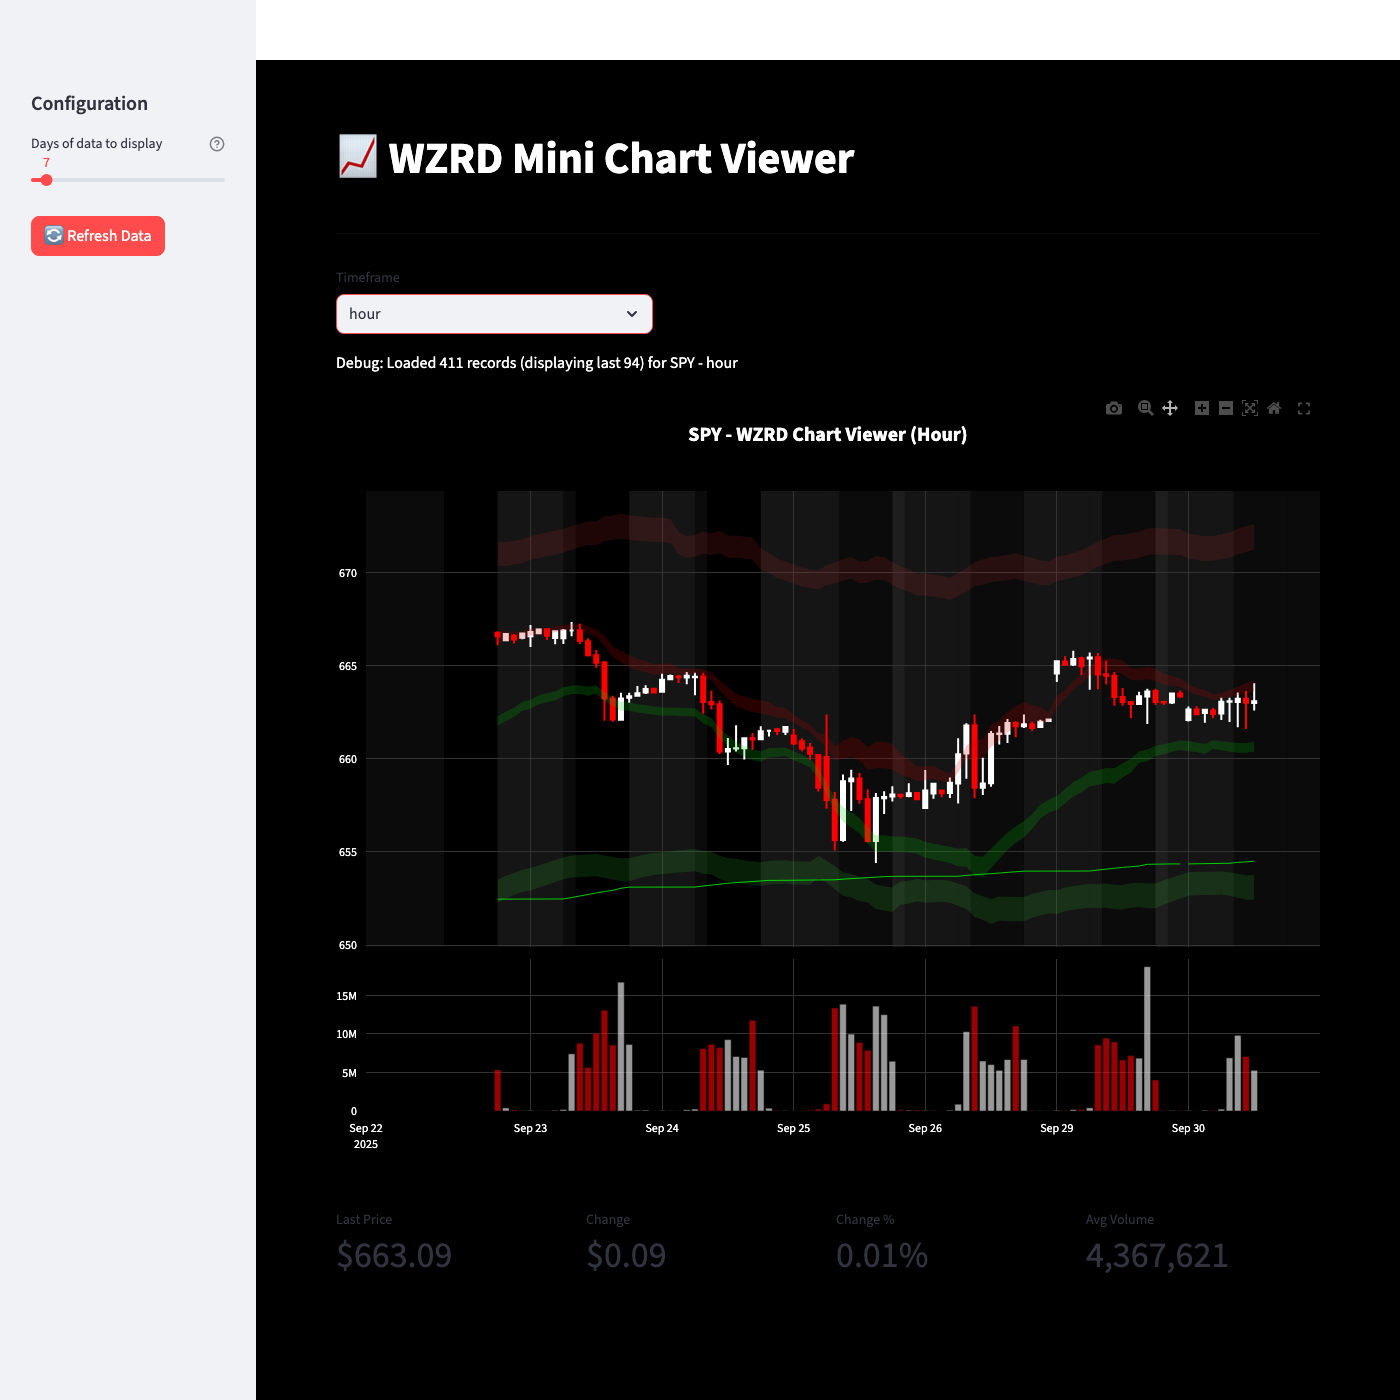 Configuration
Days of data to display
7
Refresh Data
WZRD Mini Chart Viewer
Timeframe
hour
Debug: Loaded 411 records (displaying last 94) for SPY - hour
SPY - WZRD Chart Viewer (Hour)
670
665
660
655
650
15M
10M
5M
0
Sep 22 Sep 23 Sep 24 Sep 25 Sep 26 Sep 29 Sep 30
2025
Last Price Change Change % Avg Volume
$663.09 $0.09 0.01% 4,367,621